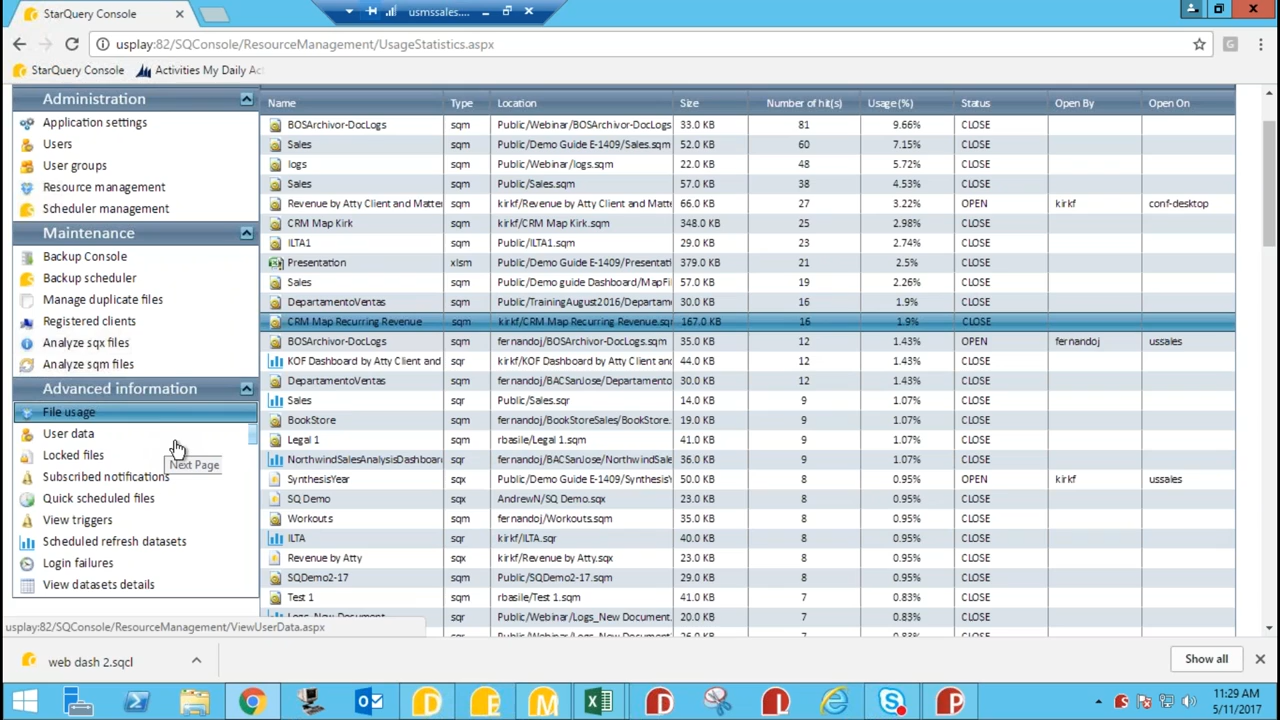 StarQuery Console
usmssales....
usplay:82/SQConsole/ResourceManagement/UsageStatistics.aspx
G
StarQuery Console
Activities My Daily Act
Administration
Application settings
Users
User groups
Resource management
Scheduler management
Maintenance
Backup Console
Backup scheduler
Manage duplicate files
Registered clients
Analyze sqx files
Analyze sqm files
Advanced information
File usage
User data
Locked files
Next Page
Subscribed notifications
Quick scheduled files
View triggers
Scheduled refresh datasets
Login failures
View datasets details
Name Type Location Size Number of hit(s) Usage (%) Status Open By Open On
BOSArchivor-DocLogs sqm Public/Webinar/BOSArchivor-DocLogs 33.0 KB 81 9.66% CLOSE
Sales sqm Public/Demo Guide E-1409/Sales.sqm 52.0 KB 60 7.15% CLOSE
logs sqm Public/Webinar/logs.sqm 22.0 KB 48 5.72% CLOSE
Sales sqm Public/Sales.sqm 57.0 KB 38 4.53% CLOSE
Revenue by Atty Client and Matte sqm kirkf/Revenue by Atty Client and Matte 66.0 KB 27 3.22% OPEN kirkf conf-desktop
CRM Map Kirk sqm kirkf/CRM Map Kirk.sqm 348.0 KB 25 2.98% CLOSE
ILTA1 sqm Public/ILTA1.sqm 29.0 KB 23 2.74% CLOSE
Presentation xlsm Public/Demo Guide E-1409/Presentati 379.0 KB 21 2.5% CLOSE
Sales sqm Public/Demo guide Dashboard/MapFil 57.0 KB 19 2.26% CLOSE
DepartamentoVentas sqm Public/TrainingAugust2016/Departam 30.0 KB 16 1.9% CLOSE
CRM Map Recurring Revenue sqm kirkf/CRM Map Recurring Revenue.sqr 167.0 KB 16 1.9% CLOSE
BOSArchivor-DocLogs sqm fernandoj/BOSArchivor-DocLogs.sqm 35.0 KB 12 1.43% OPEN fernandoj ussales
KOF Dashboard by Atty Client and sqr kirkf/KOF Dashboard by Atty Client and 44.0 KB 12 1.43% CLOSE
DepartamentoVentas sqm fernandoj/BACSanJose/Departamento 30.0 KB 12 1.43% CLOSE
Sales sqr Public/Sales.sqr 14.0 KB 9 1.07% CLOSE
BookStore sqm fernandoj/BookStoreSales/BookStore. 42.0 KB 9 1.07% CLOSE
Legal 1 sqm rbasile/Legal 1.sqm 41.0 KB 9 1.07% CLOSE
NorthwindSalesAnalysisDashboard sqr fernandoj/BACSanJose/NorthwindSale 36.0 KB 9 1.07% CLOSE
SynthesisYear sqx Public/Demo Guide E-1409/SynthesisY 50.0 KB 8 0.95% OPEN kirkf ussales
SQ Demo sqx AndrewN/SQ Demo.sqx 23.0 KB 8 0.95% CLOSE
Workouts sqm fernandoj/Workouts.sqm 35.0 KB 8 0.95% CLOSE
ILTA sqr kirkf/ILTA.sqr 40.0 KB 8 0.95% CLOSE
Revenue by Atty sqx kirkf/Revenue by Atty.sqx 23.0 KB 8 0.95% CLOSE
SQDemo2-17 sqm Public/SQDemo2-17.sqm 29.0 KB 8 0.95% CLOSE
Test 1 sqm rbasile/Test 1.sqm 41.0 KB 7 0.83% CLOSE
Logs_New Document sqr Public/Webinar/Logs_New Document. 20.0 KB 7 0.83% CLOSE
usplay:82/SQConsole/ResourceManagement/ViewUserData.aspx
web dash 2.sqcl
Show all
11:29 AM
5/11/2017